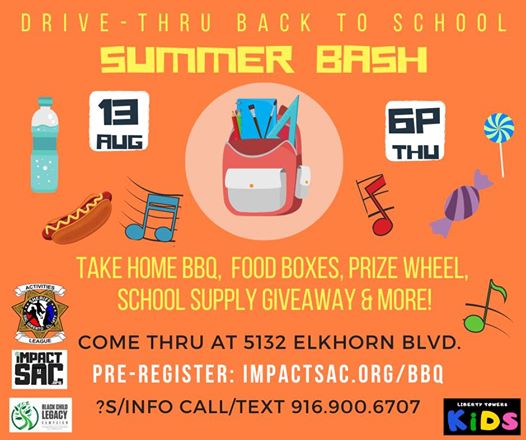 DRIVE-THRU BACK TO SCHOOL
SUMMER BASH
13
AUG
6P
THU
TAKE HOME BBQ, FOOD BOXES, PRIZE WHEEL,
SCHOOL SUPPLY GIVEAWAY & MORE!
ACTIVITIES
LEAGUE
COME THRU AT 5132 ELKHORN BLVD.
IMPACT
SAC
PRE-REGISTER: IMPACTSAC.ORG/BBQ
BLACK CHILD
LEGACY
CAMPAIGN
?S/INFO CALL/TEXT 916.900.6707
LIBERTY TOWERS
KiDS